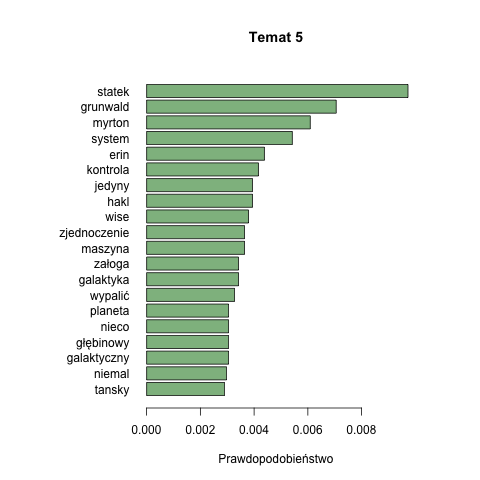 Temat 5
statek
grunwald
myrton
system
erin
kontrola
jedyny
hakl
wise
zjednoczenie
maszyna
załoga
galaktyka
wypalić
planeta
nieco
głębinowy
galaktyczny
niemal
tansky
0.000 0.002 0.004 0.006 0.008
Prawdopodobieństwo